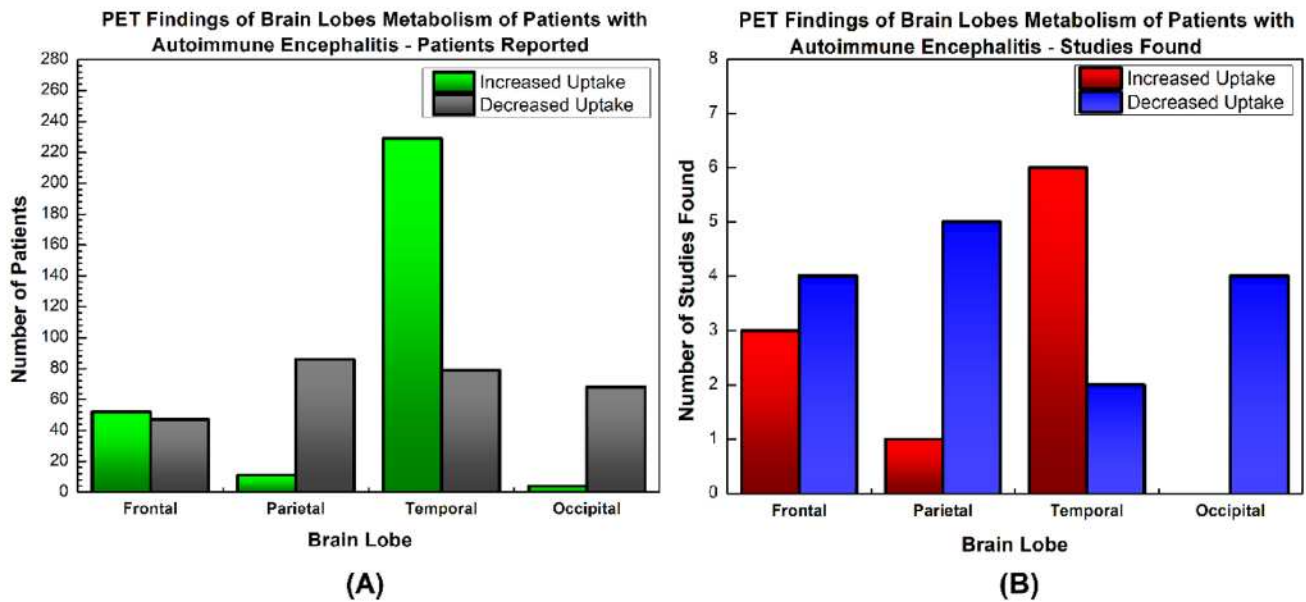 PET Findings of Brain Lobes Metabolism of Patients with
Autoimmune Encephalitis - Patients Reported
280
260
240
220
200
180
160
140
120
100
80
60
40
20
0
Number of Patients
Increased Uptake
Decreased Uptake
Frontal
Parietal
Temporal
Occipital
Brain Lobe
(A)
PET Findings of Brain Lobes Metabolism of Patients with
Autoimmune Encephalitis - Studies Found
8
7
6
5
4
3
2
1
0
Number of Studies Found
Increased Uptake
Decreased Uptake
Frontal
Parietal
Temporal
Occipital
Brain Lobe
(B)